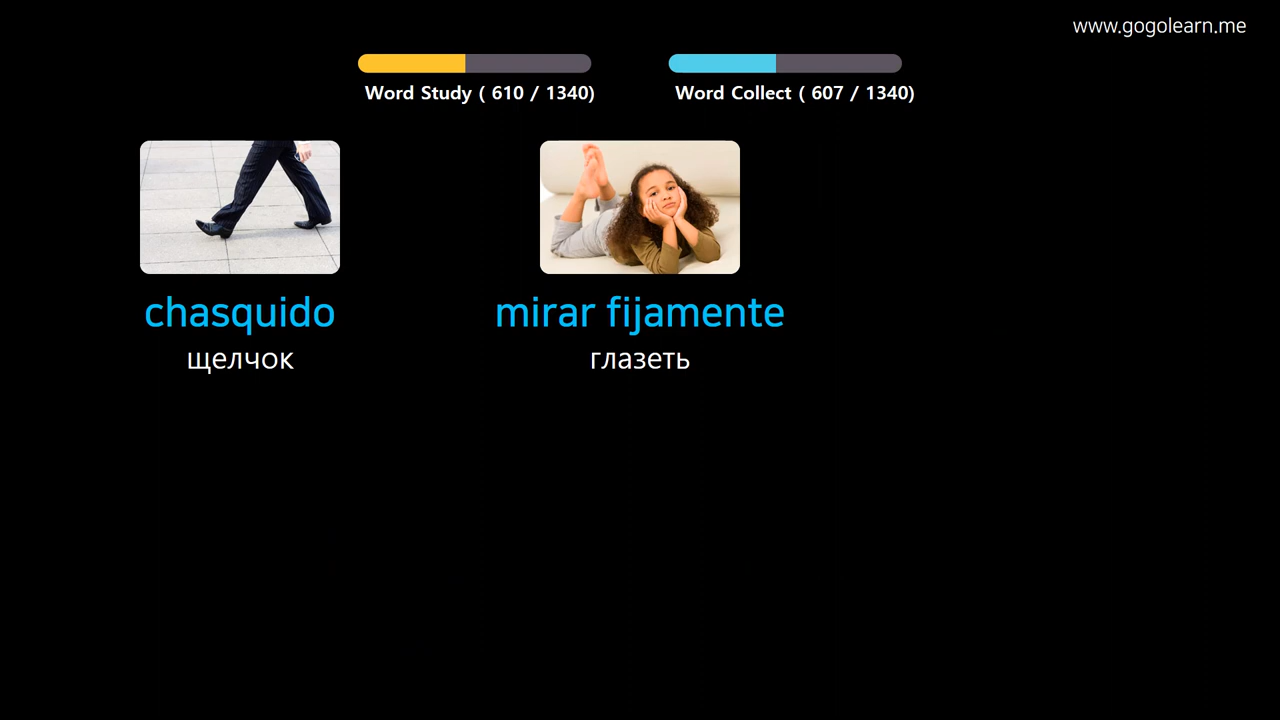 www.gogolearn.me
Word Study ( 610 / 1340)
Word Collect ( 607 / 1340)
chasquido
mirar fijamente
щелчок
глазеть